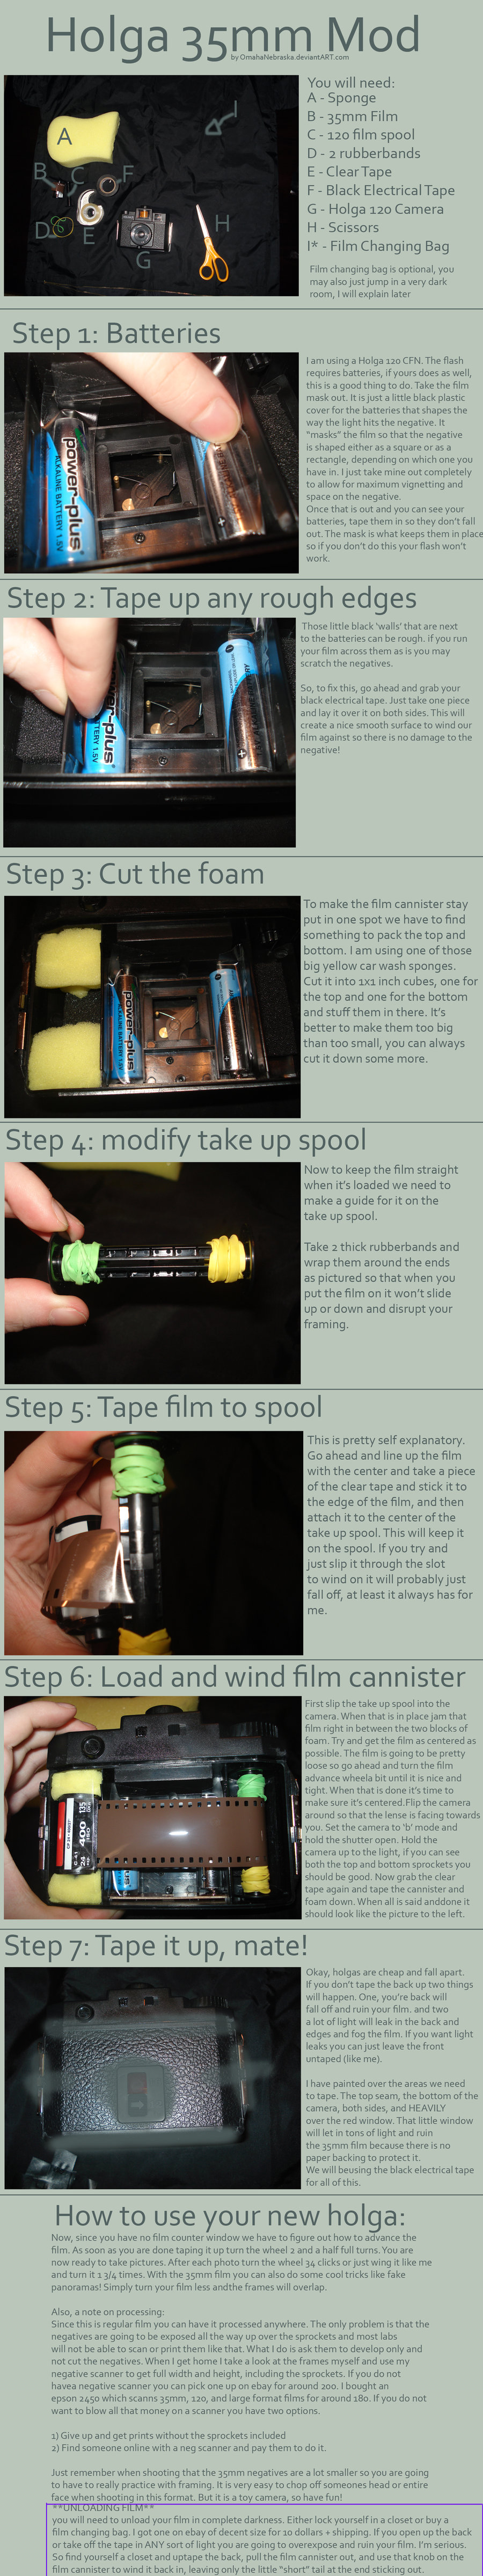 Holga 35mm Mod
by OmahaNebraska.deviantART.com
You will need:
A - Sponge
B - 35mm Film
C - 120 film spool
D - 2 rubberbands
E - Clear Tape
F - Black Electrical Tape
G - Holga 120 Camera
H - Scissors
I* - Film Changing Bag
Film changing bag is optional, you
may also just jump in a very dark
room, I will explain later
A
B
C
F
D
E
G
H
I
Step 1: Batteries
I am using a Holga 120 CFN. The flash
requires batteries, if yours does as well,
this is a good thing to do. Take the film
mask out. It is just a little black plastic
cover for the batteries that shapes the
way the light hits the negative. It
"masks" the film so that the negative
is shaped either as a square or as a
rectangle, depending on which one you
have in. I just take mine out completely
to allow for maximum vignetting and
space on the negative.
Once that is out and you can see your
batteries, tape them in so they don't fall
out. The mask is what keeps them in place
so if you don't do this your flash won't
work.
power-plus
ALKALINE BATTERY 1.5V
Step 2: Tape up any rough edges
Those little black 'walls' that are next
to the batteries can be rough. if you run
your film across them as is you may
scratch the negatives.
So, to fix this, go ahead and grab your
black electrical tape. Just take one piece
and lay it over it on both sides. This will
create a nice smooth surface to wind our
film against so there is no damage to the
negative!
r-plus
TERY 1.5V
Step 3: Cut the foam
To make the film cannister stay
put in one spot we have to find
something to pack the top and
bottom. I am using one of those
big yellow car wash sponges.
Cut it into 1x1 inch cubes, one for
the top and one for the bottom
and stuff them in there. It's
better to make them too big
than too small, you can always
cut it down some more.
power-plus
ALKALINE BATTERY 1.5V
Step 4: modify take up spool
Now to keep the film straight
when it's loaded we need to
make a guide for it on the
take up spool.
Take 2 thick rubberbands and
wrap them around the ends
as pictured so that when you
put the film on it won't slide
up or down and disrupt your
framing.
Step 5: Tape film to spool
This is pretty self explanatory.
Go ahead and line up the film
with the center and take a piece
of the clear tape and stick it to
the edge of the film, and then
attach it to the center of the
take up spool. This will keep it
on the spool. If you try and
just slip it through the slot
to wind on it will probably just
fall off, at least it always has for
me.
Step 6: Load and wind film cannister
First slip the take up spool into the
camera. When that is in place jam that
film right in between the two blocks of
foam. Try and get the film as centered as
possible. The film is going to be pretty
loose so go ahead and turn the film
advance wheela bit until it is nice and
tight. When that is done it's time to
make sure it's centered.Flip the camera
around so that the lense is facing towards
you. Set the camera to 'b' mode and
hold the shutter open. Hold the
camera up to the light, if you can see
both the top and bottom sprockets you
should be good. Now grab the clear
tape again and tape the cannister and
foam down. When all is said anddone it
should look like the picture to the left.
400
135
24
Step 7: Tape it up, mate!
Okay, holgas are cheap and fall apart.
If you don't tape the back up two things
will happen. One, you're back will
fall off and ruin your film. and two
a lot of light will leak in the back and
edges and fog the film. If you want light
leaks you can just leave the front
untaped (like me).
I have painted over the areas we need
to tape. The top seam, the bottom of the
camera, both sides, and HEAVILY
over the red window. That little window
will let in tons of light and ruin
the 35mm film because there is no
paper backing to protect it.
We will beusing the black electrical tape
for all of this.
How to use your new holga:
Now, since you have no film counter window we have to figure out how to advance the
film. As soon as you are done taping it up turn the wheel 2 and a half full turns. You are
now ready to take pictures. After each photo turn the wheel 34 clicks or just wing it like me
and turn it 1 3/4 times. With the 35mm film you can also do some cool tricks like fake
panoramas! Simply turn your film less andthe frames will overlap.
Also, a note on processing:
Since this is regular film you can have it processed anywhere. The only problem is that the
negatives are going to be exposed all the way up over the sprockets and most labs
will not be able to scan or print them like that. What I do is ask them to develop only and
not cut the negatives. When I get home I take a look at the frames myself and use my
negative scanner to get full width and height, including the sprockets. If you do not
havea negative scanner you can pick one up on ebay for around 200. I bought an
epson 2450 which scanns 35mm, 120, and large format films for around 180. If you do not
want to blow all that money on a scanner you have two options.
1) Give up and get prints without the sprockets included
2) Find someone online with a neg scanner and pay them to do it.
Just remember when shooting that the 35mm negatives are a lot smaller so you are going
to have to really practice with framing. It is very easy to chop off someones head or entire
face when shooting in this format. But it is a toy camera, so have fun!
**UNLOADING FILM**
you will need to unload your film in complete darkness. Either lock yourself in a closet or buy a
film changing bag. I got one on ebay of decent size for 10 dollars + shipping. If you open up the back
or take off the tape in ANY sort of light you are going to overexpose and ruin your film. I'm serious.
So find yourself a closet and uptape the back, pull the film cannister out, and use that knob on the
film cannister to wind it back in, leaving only the little "short" tail at the end sticking out.